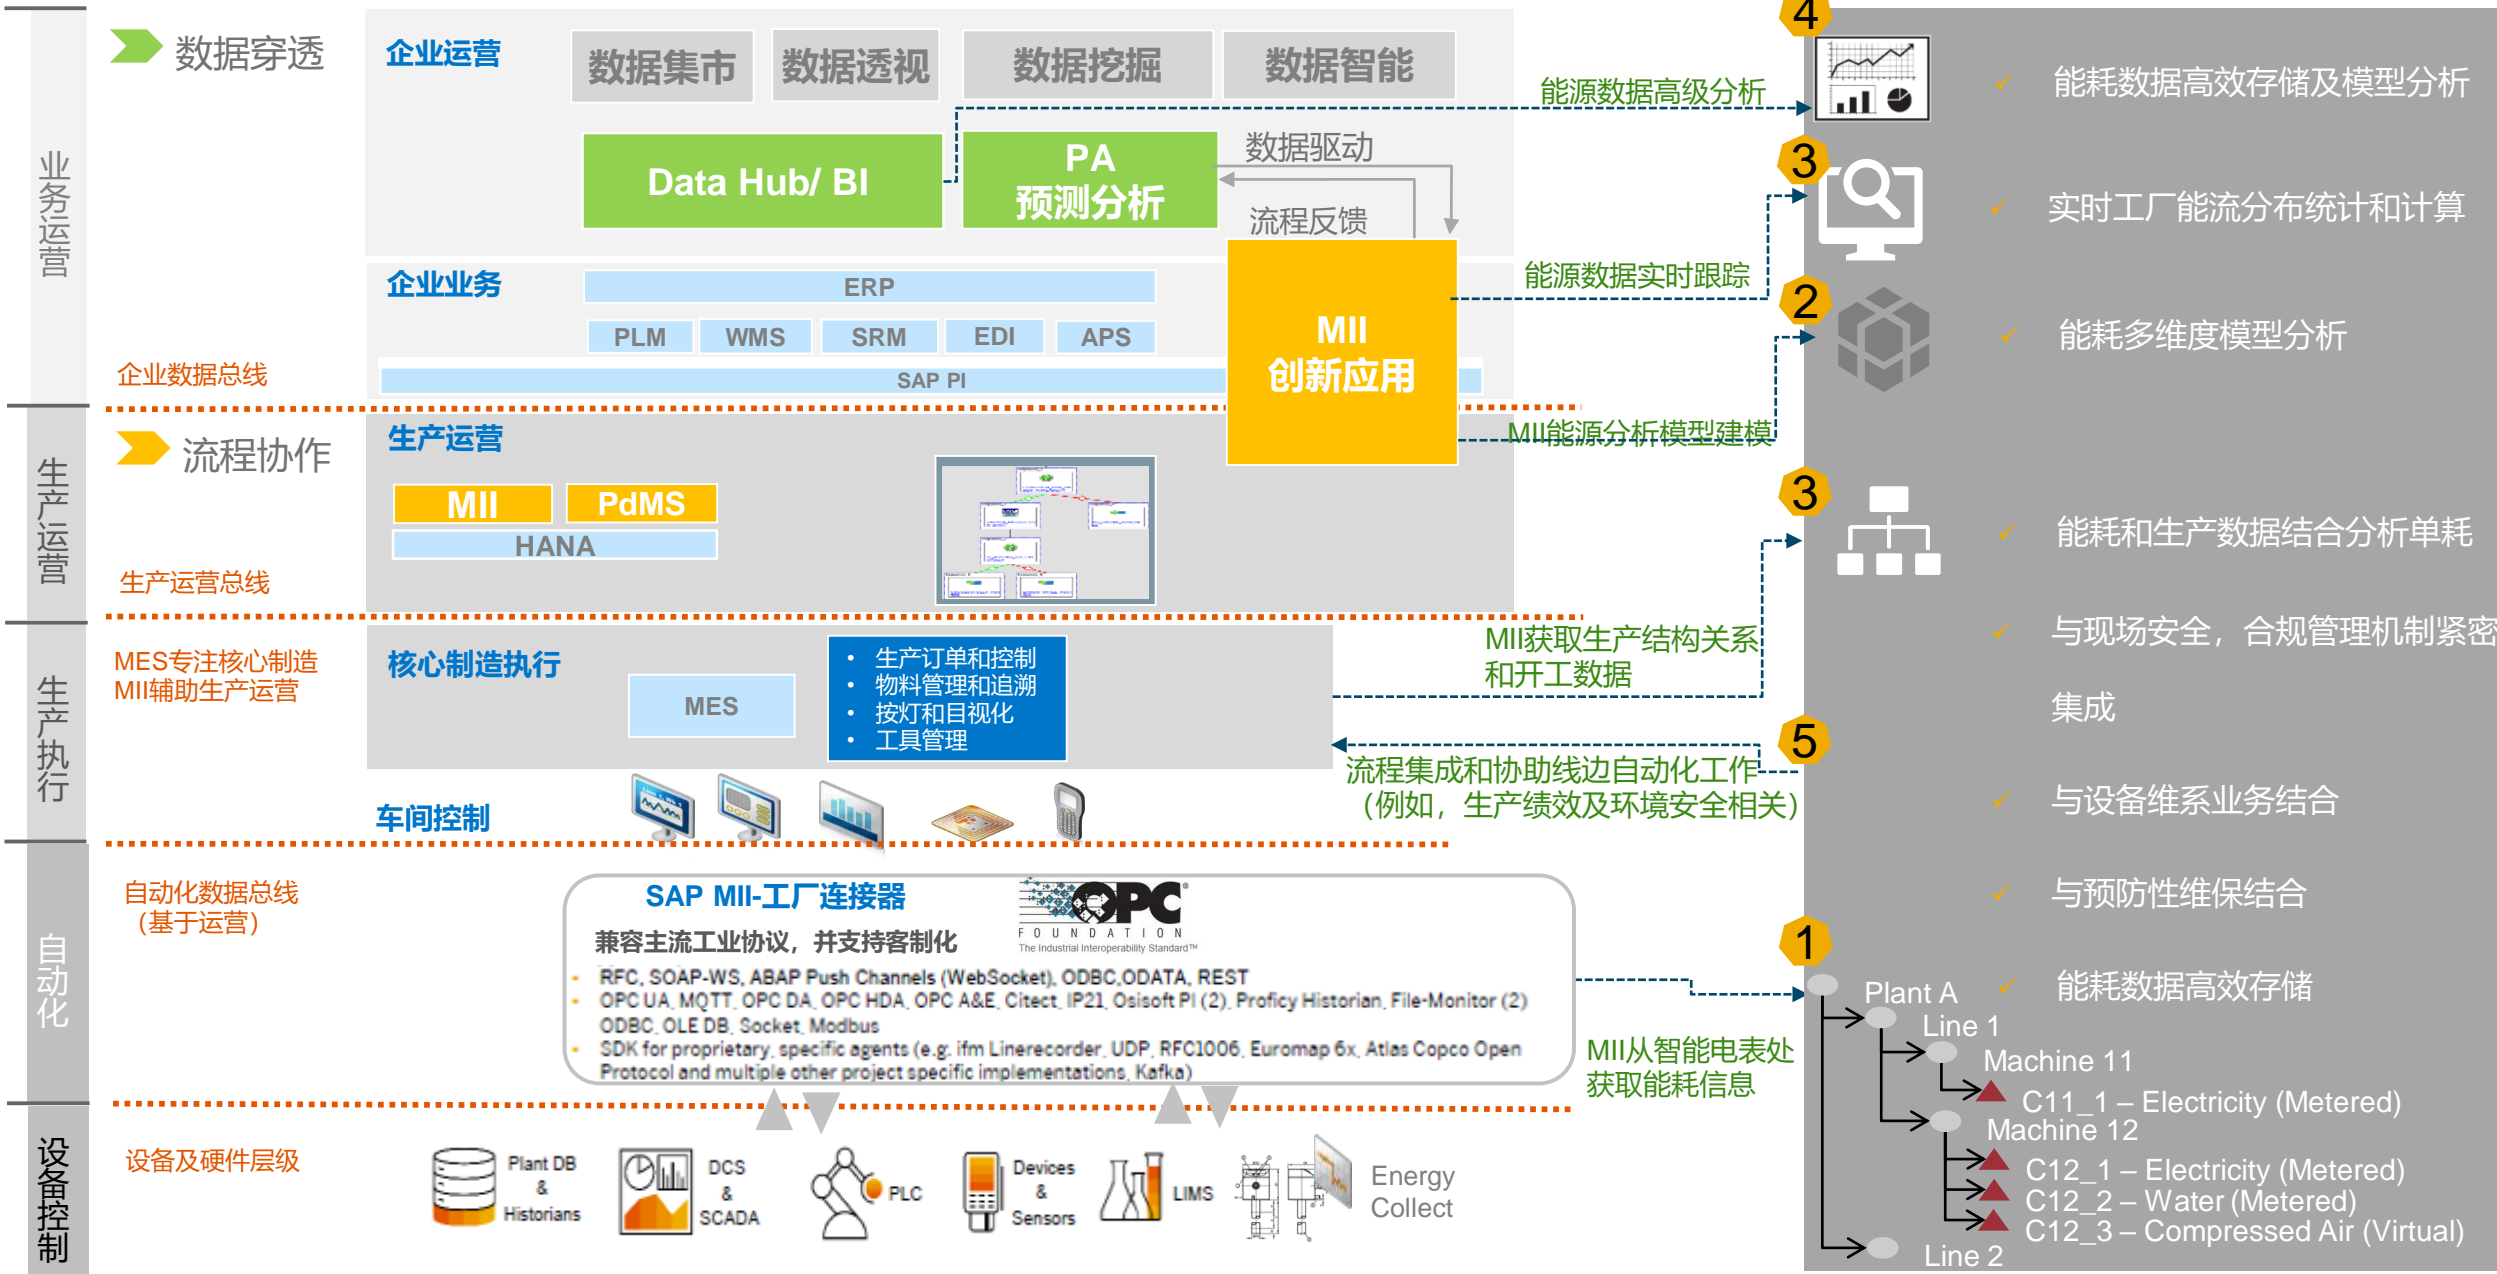 业务运营
数据穿透
企业运营
数据集市
数据透视
数据挖掘
数据智能
Data Hub/ BI
PA
预测分析
数据驱动
流程反馈
企业业务
ERP
PLM
WMS
SRM
EDI
APS
SAP PI
MII
创新应用
企业数据总线
生产运营
流程协作
生产运营
MII
PdMS
HANA
生产运营总线
生产执行
MES专注核心制造
MII辅助生产运营
核心制造执行
MES
• 生产订单和控制
• 物料管理和追溯
• 按灯和目视化
• 工具管理
车间控制
自动化
自动化数据总线
（基于运营）
SAP MII-工厂连接器
OPC
FOUNDATION
The Industrial Interoperability Standard™
兼容主流工业协议，并支持客制化
- RFC, SOAP-WS, ABAP Push Channels (WebSocket), ODBC,ODATA, REST
- OPC UA, MQTT, OPC DA, OPC HDA, OPC A&E, Citect, IP21, Osisoft PI (2), Proficy Historian, File-Monitor (2)
ODBC, OLE DB, Socket, Modbus
- SDK for proprietary, specific agents (e.g. ifm Linerecorder, UDP, RFC1006, Euromap 6x, Atlas Copco Open
Protocol and multiple other project specific implementations, Kafka)
设备控制
设备及硬件层级
Plant DB
&
Historians
DCS
&
SCADA
PLC
Devices
&
Sensors
LIMS
Energy
Collect
能源数据高级分析
能源数据实时跟踪
MII能源分析模型建模
MII获取生产结构关系
和开工数据
流程集成和协助线边自动化工作
（例如，生产绩效及环境安全相关）
MII从智能电表处
获取能耗信息
4
✓ 能耗数据高效存储及模型分析
3
✓ 实时工厂能流分布统计和计算
2
✓ 能耗多维度模型分析
3
✓ 能耗和生产数据结合分析单耗
✓ 与现场安全，合规管理机制紧密
集成
5
✓ 与设备维系业务结合
✓ 与预防性维保结合
1
✓ 能耗数据高效存储
Plant A
Line 1
Machine 11
C11_1 – Electricity (Metered)
Machine 12
C12_1 – Electricity (Metered)
C12_2 – Water (Metered)
C12_3 – Compressed Air (Virtual)
Line 2